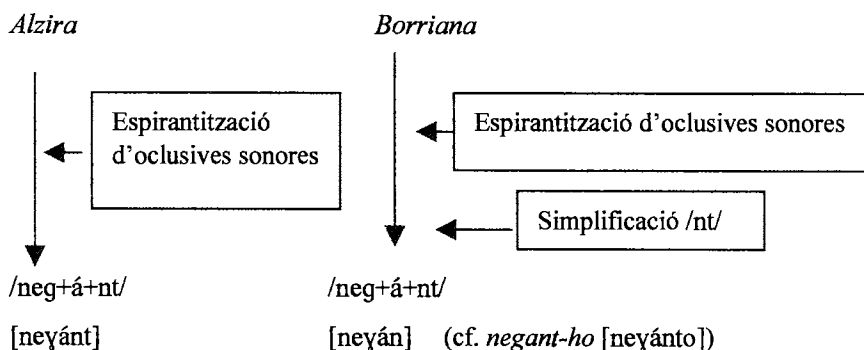 Alzira Borriana
Espirantització
d'oclusives sonores
Espirantització d'oclusives sonores
Simplificació /nt/
/neg+á+nt/ /neg+á+nt/
[neɣánt] [neɣán] (cf. negant-ho [neɣánto])